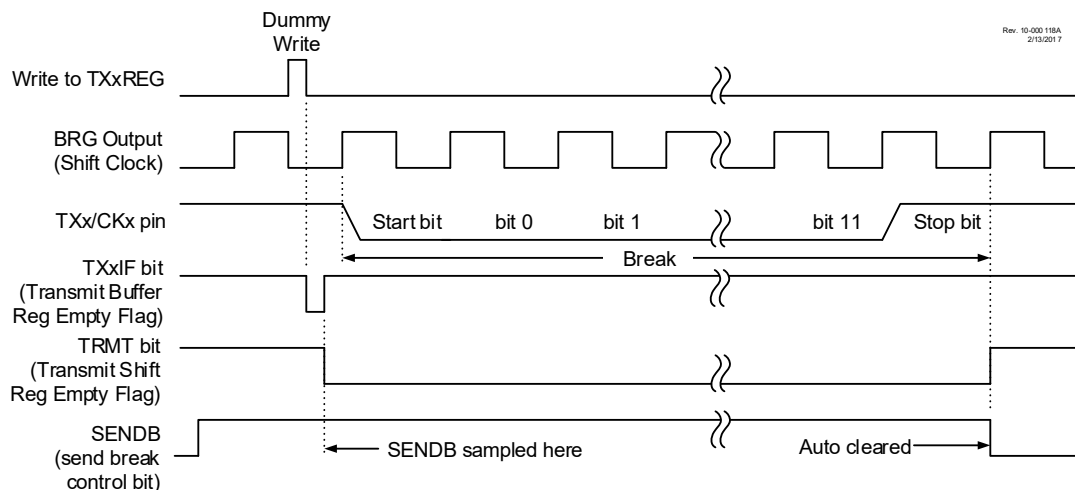 Dummy
Write
Rev. 10-000 118A
2/13/201 7
Write to TXxREG
BRG Output
(Shift Clock)
TXx/CKx pin
Start bit
bit 0
bit 1
bit 11
Stop bit
Break
TXxIF bit
(Transmit Buffer
Reg Empty Flag)
TRMT bit
(Transmit Shift
Reg Empty Flag)
SENDB
(send break
control bit)
SENDB sampled here
Auto cleared